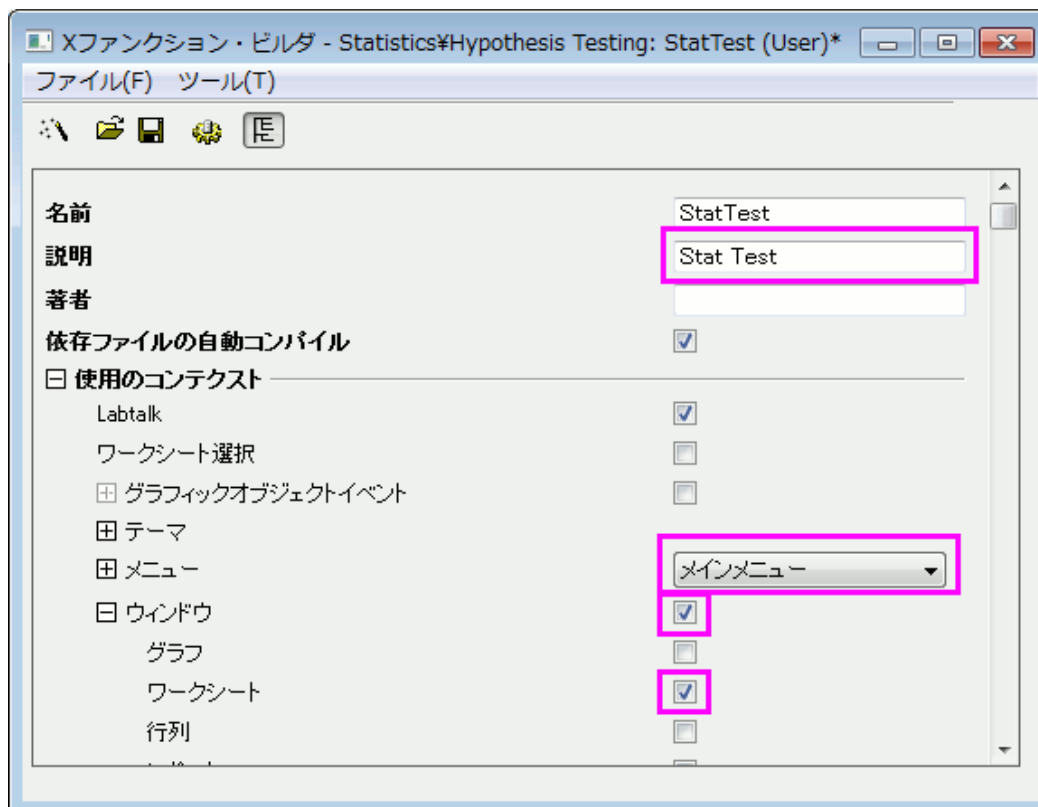 Xファンクション・ビルダ - Statistics¥Hypothesis Testing: StatTest (User)*
ファイル(F) ツール(T)
名前 StatTest
説明 Stat Test
著者
依存ファイルの自動コンパイル
使用のコンテクスト
Labtalk
ワークシート選択
グラフィックオブジェクトイベント
テーマ
メニュー メインメニュー
ウィンドウ
グラフ
ワークシート
行列